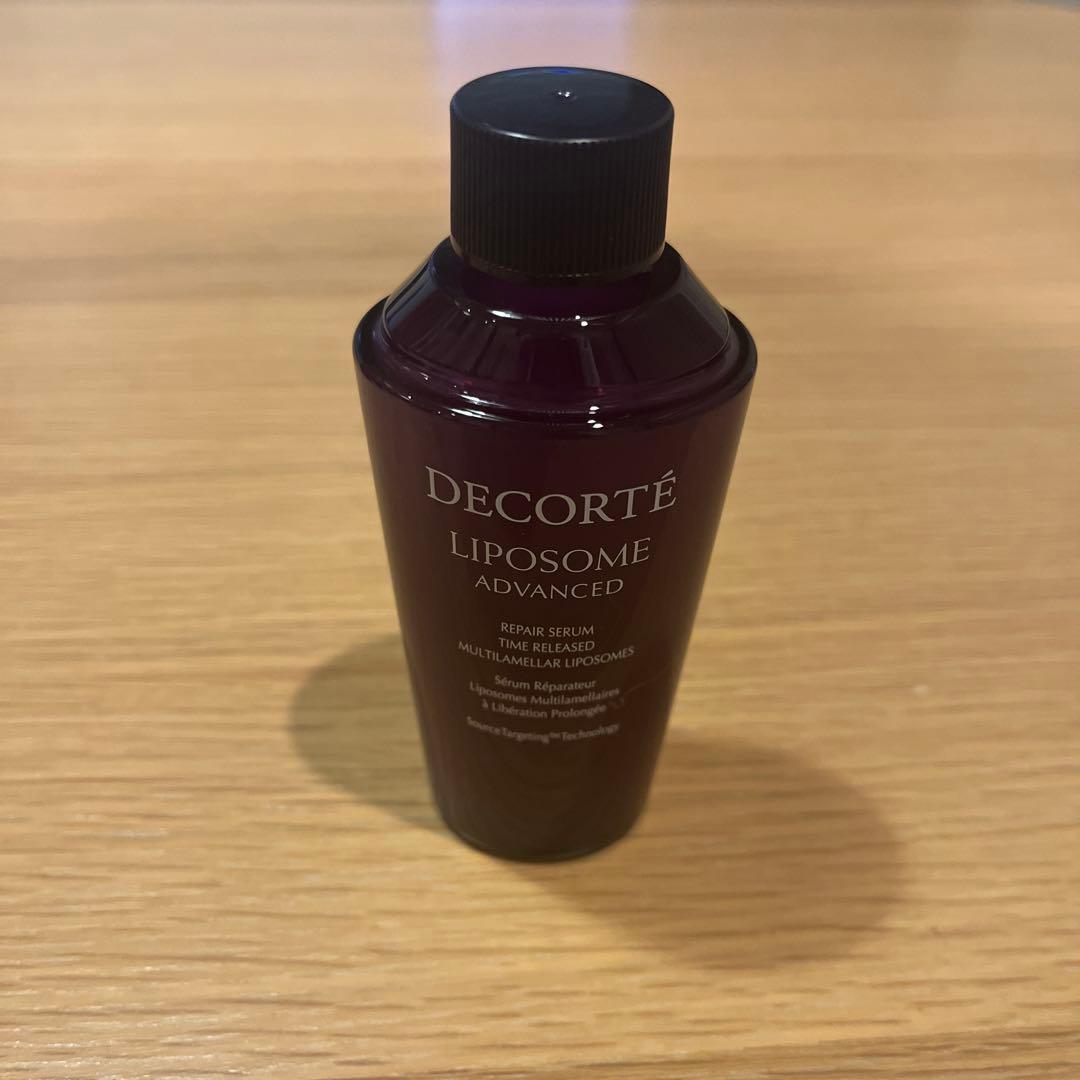 DECORTÉ
LIPOSOME
ADVANCED
REPAIR SERUM
TIME RELEASED
MULTILAMELLAR LIPOSOMES
Sérum Réparateur
Liposomes Multilamellaires
à Libération Prolongée
SourceTargeting™Technology